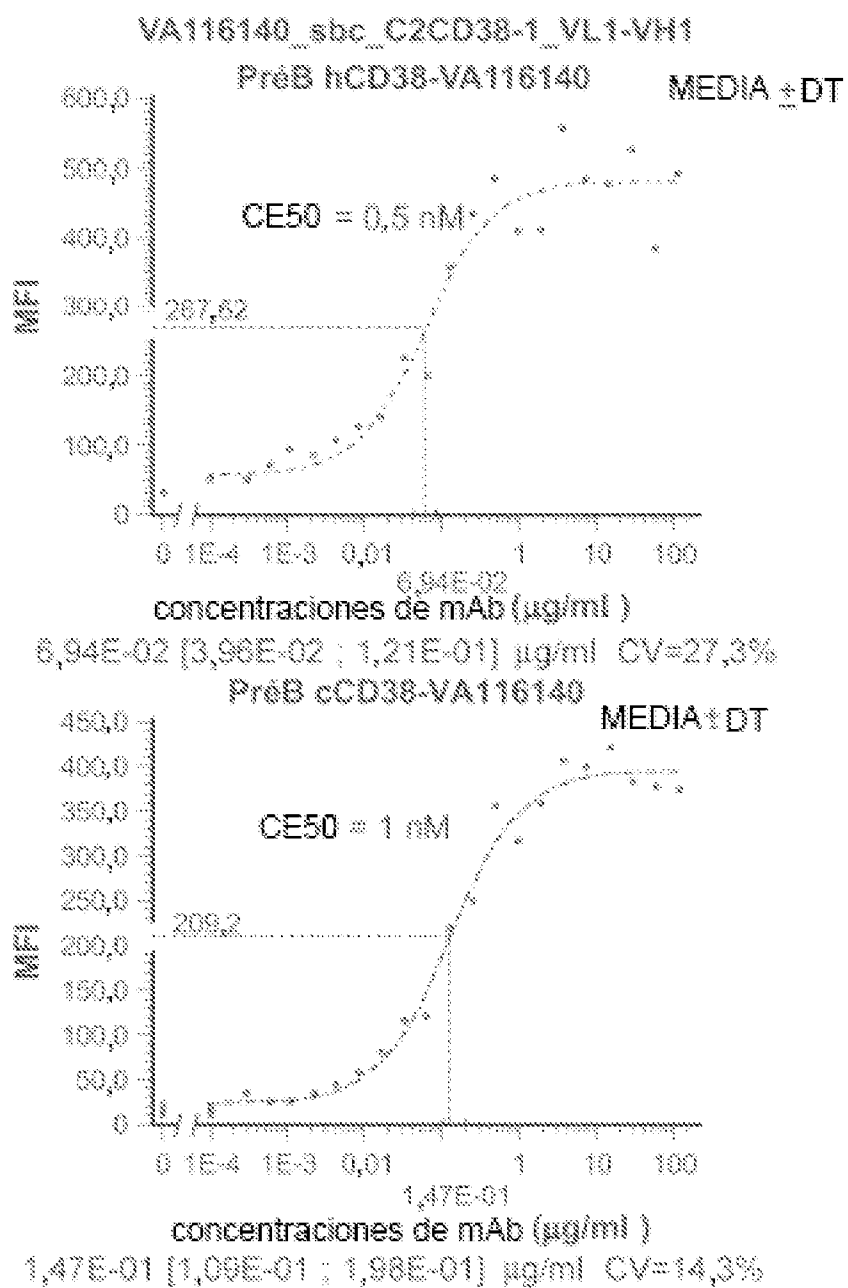 VA116140_sbc_C2CD38-1_VL1-VH1
PréB hCD38-VA116140
MEDIA ± DT
600,0
500,0
400,0
300,0
200,0
100,0
0
MFI
CE50 = 0,5 nM
267,62
0 1E-4 1E-3 0,01 1 10 100
6,94E-02
concentraciones de mAb (µg/ml )
6,94E-02 [3,96E-02 ; 1,21E-01] µg/ml CV=27,3%
PréB cCD38-VA116140
MEDIA ± DT
450,0
400,0
350,0
300,0
250,0
200,0
150,0
100,0
50,0
0
MFI
CE50 = 1 nM
209,2
0 1E-4 1E-3 0,01 1 10 100
1,47E-01
concentraciones de mAb (µg/ml )
1,47E-01 [1,09E-01 ; 1,98E-01] µg/ml CV=14,3%